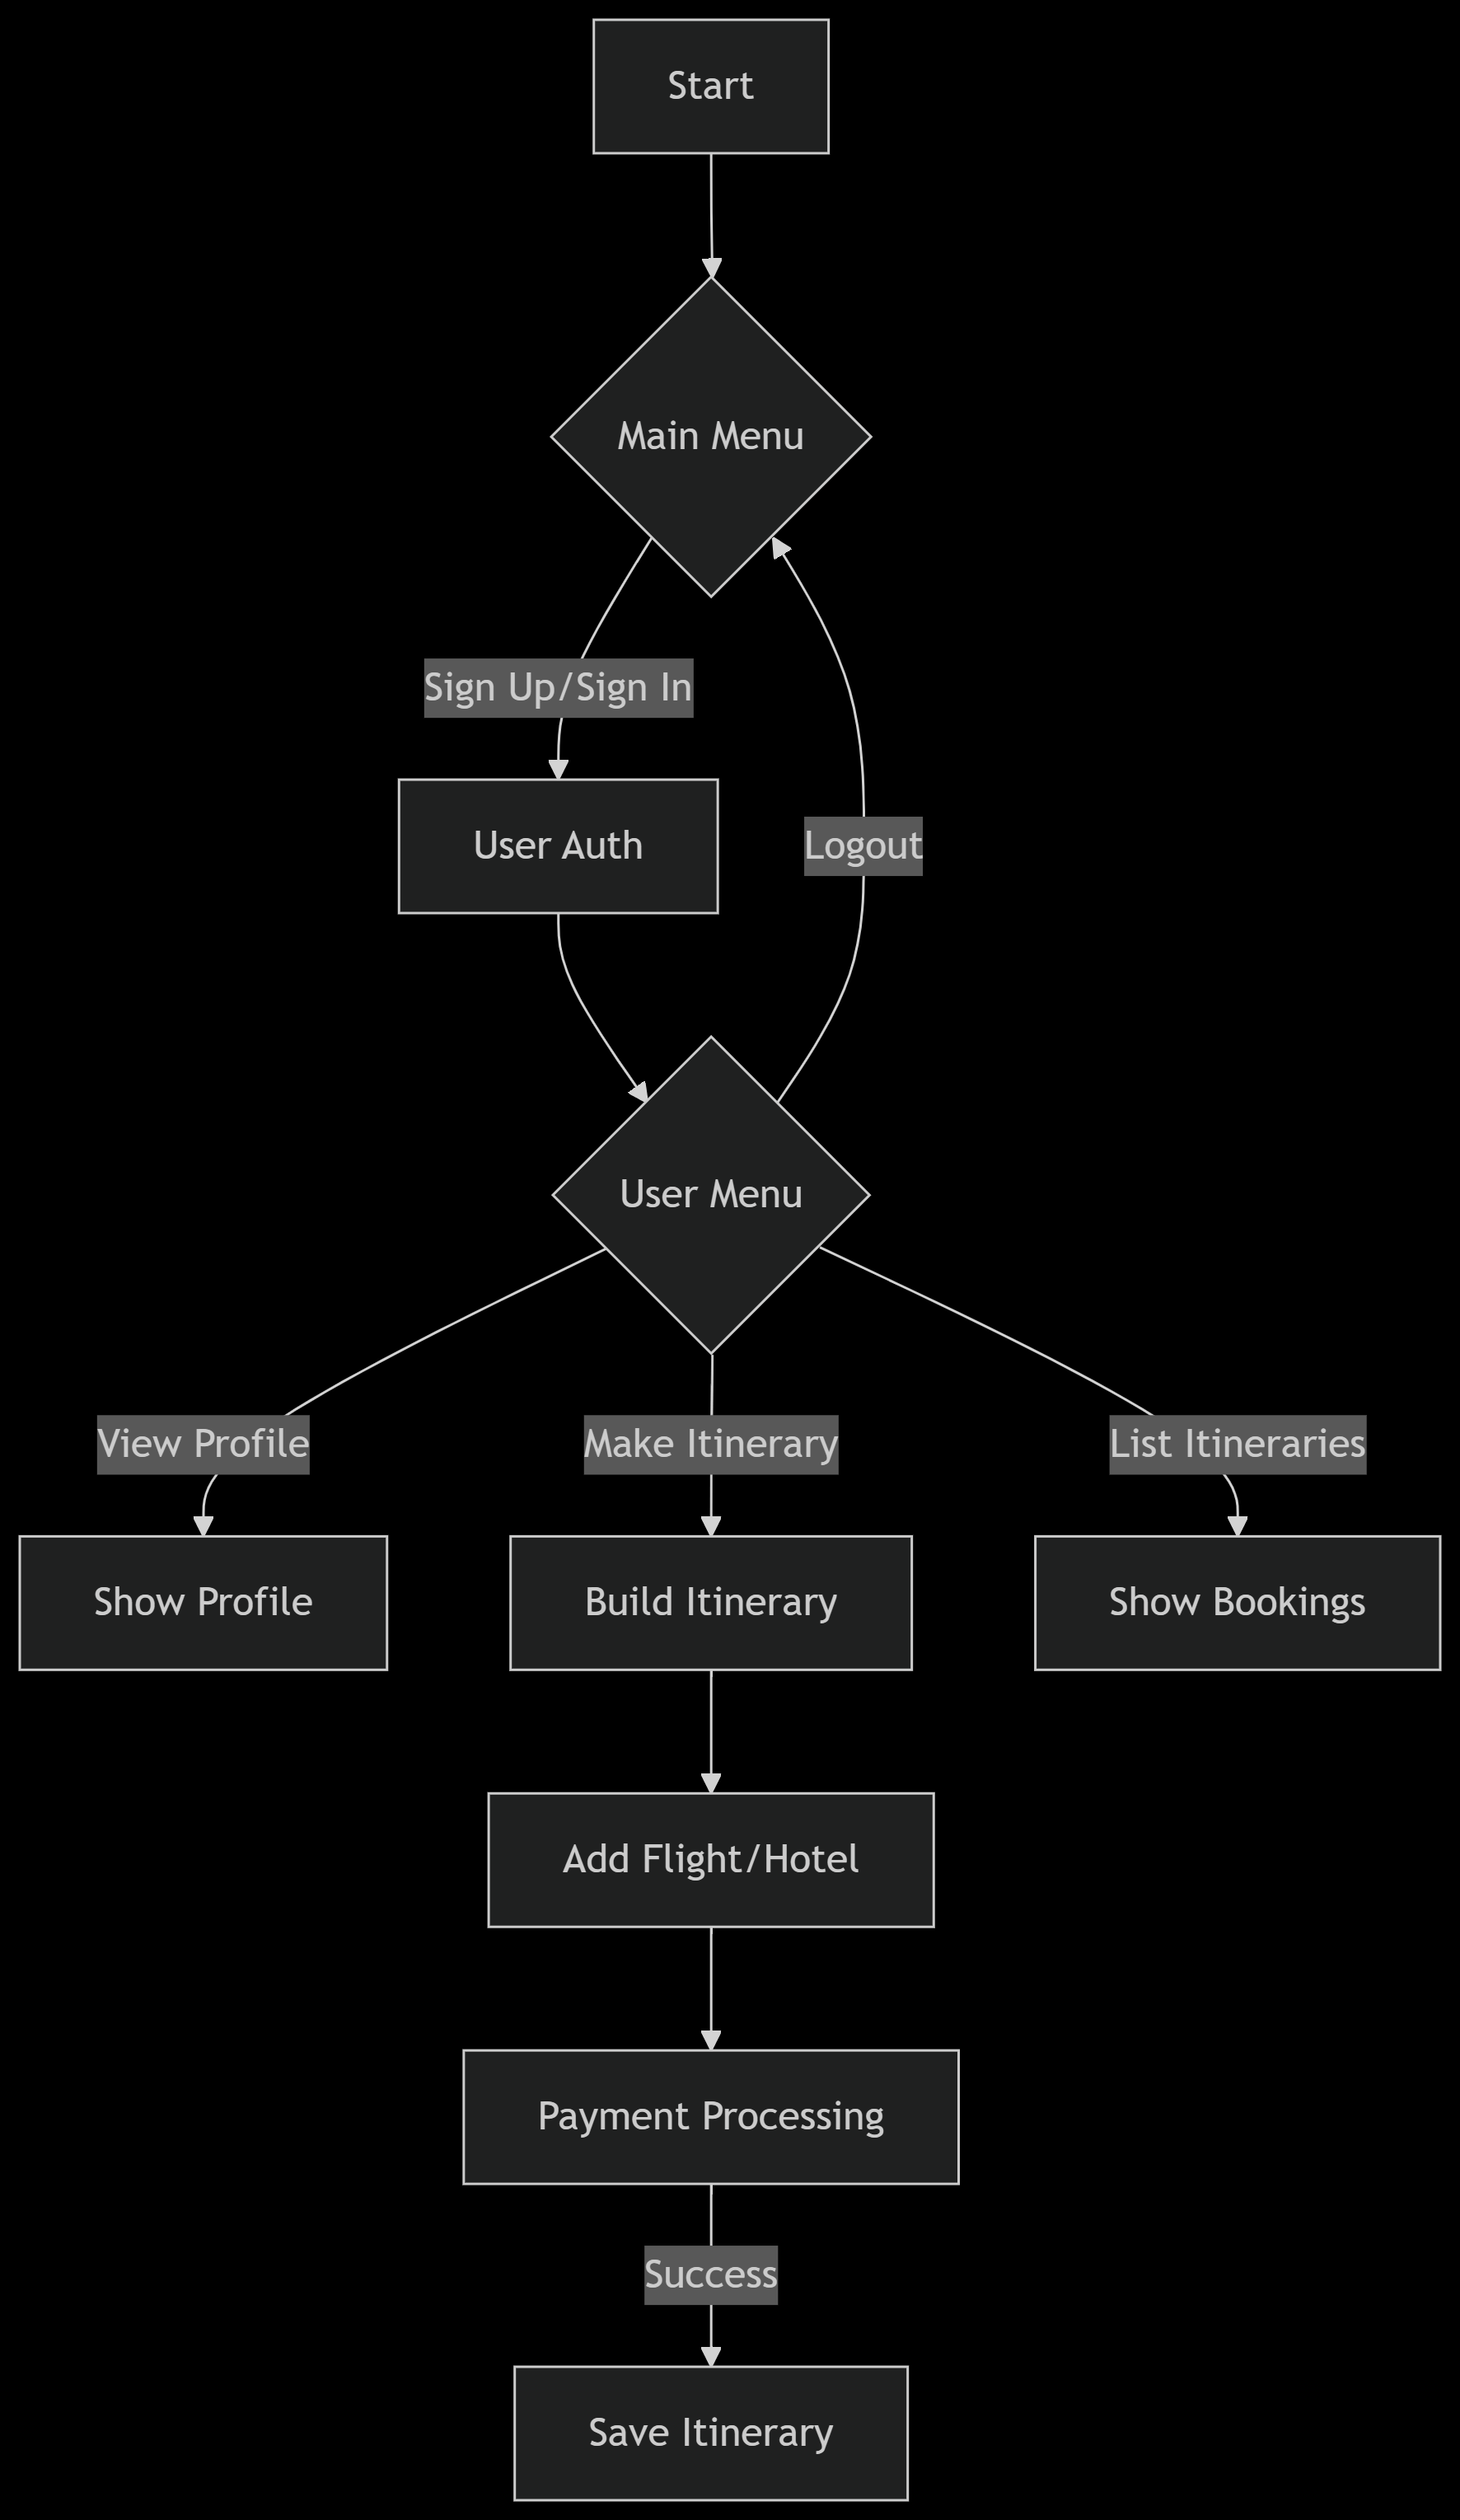 Start
Main Menu
Sign Up/Sign In
User Auth
Logout
User Menu
View Profile
Make Itinerary
List Itineraries
Show Profile
Build Itinerary
Show Bookings
Add Flight/Hotel
Payment Processing
Success
Save Itinerary